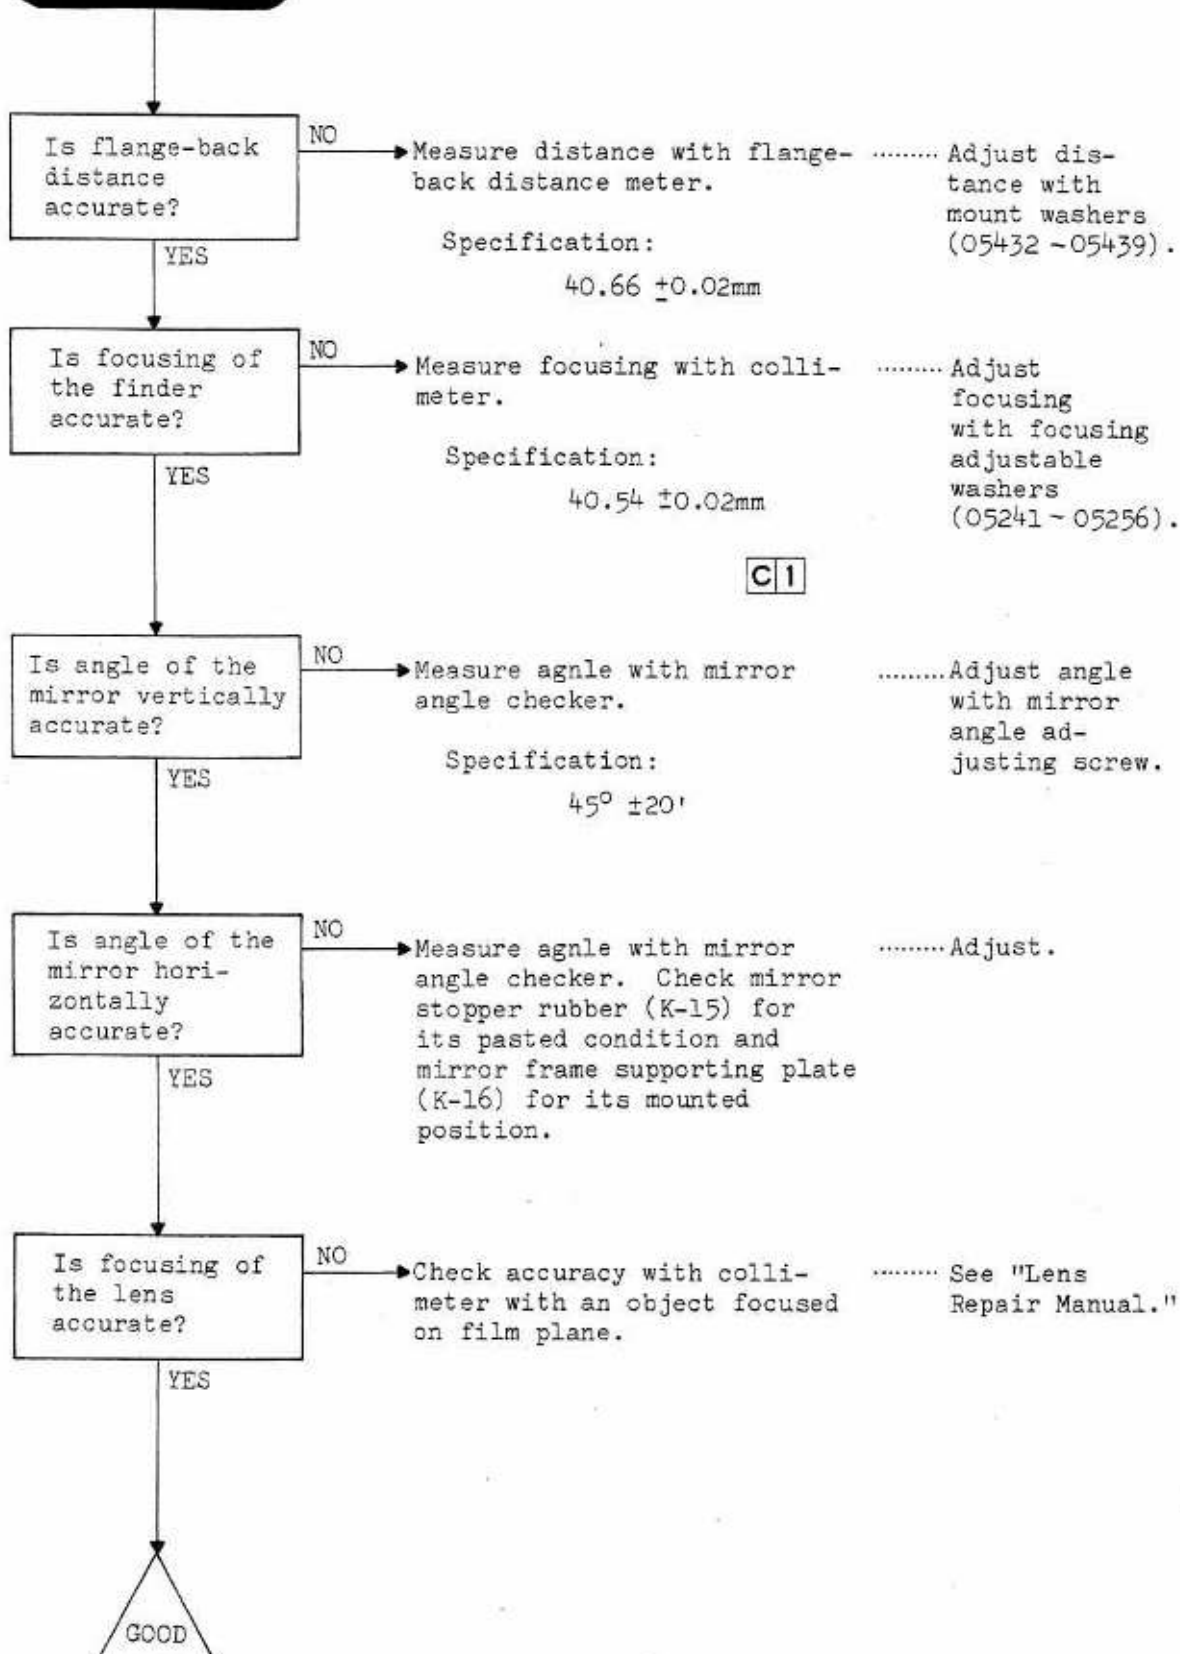 Is flange-back
distance
accurate?
NO
Measure distance with flange-
back distance meter.
Specification:
40.66 ±0.02mm
········ Adjust dis-
tance with
mount washers
(05432 ~ 05439).
YES
Is focusing of
the finder
accurate?
NO
Measure focusing with colli-
meter.
Specification:
40.54 ±0.02mm
········ Adjust
focusing
with focusing
adjustable
washers
(05241 ~ 05256).
YES
C 1
Is angle of the
mirror vertically
accurate?
NO
Measure agnle with mirror
angle checker.
Specification:
45° ±20'
········ Adjust angle
with mirror
angle ad-
justing screw.
YES
Is angle of the
mirror hori-
zontally
accurate?
NO
Measure agnle with mirror
angle checker. Check mirror
stopper rubber (K-15) for
its pasted condition and
mirror frame supporting plate
(K-16) for its mounted
position.
········ Adjust.
YES
Is focusing of
the lens
accurate?
NO
Check accuracy with colli-
meter with an object focused
on film plane.
········ See "Lens
Repair Manual."
YES
GOOD